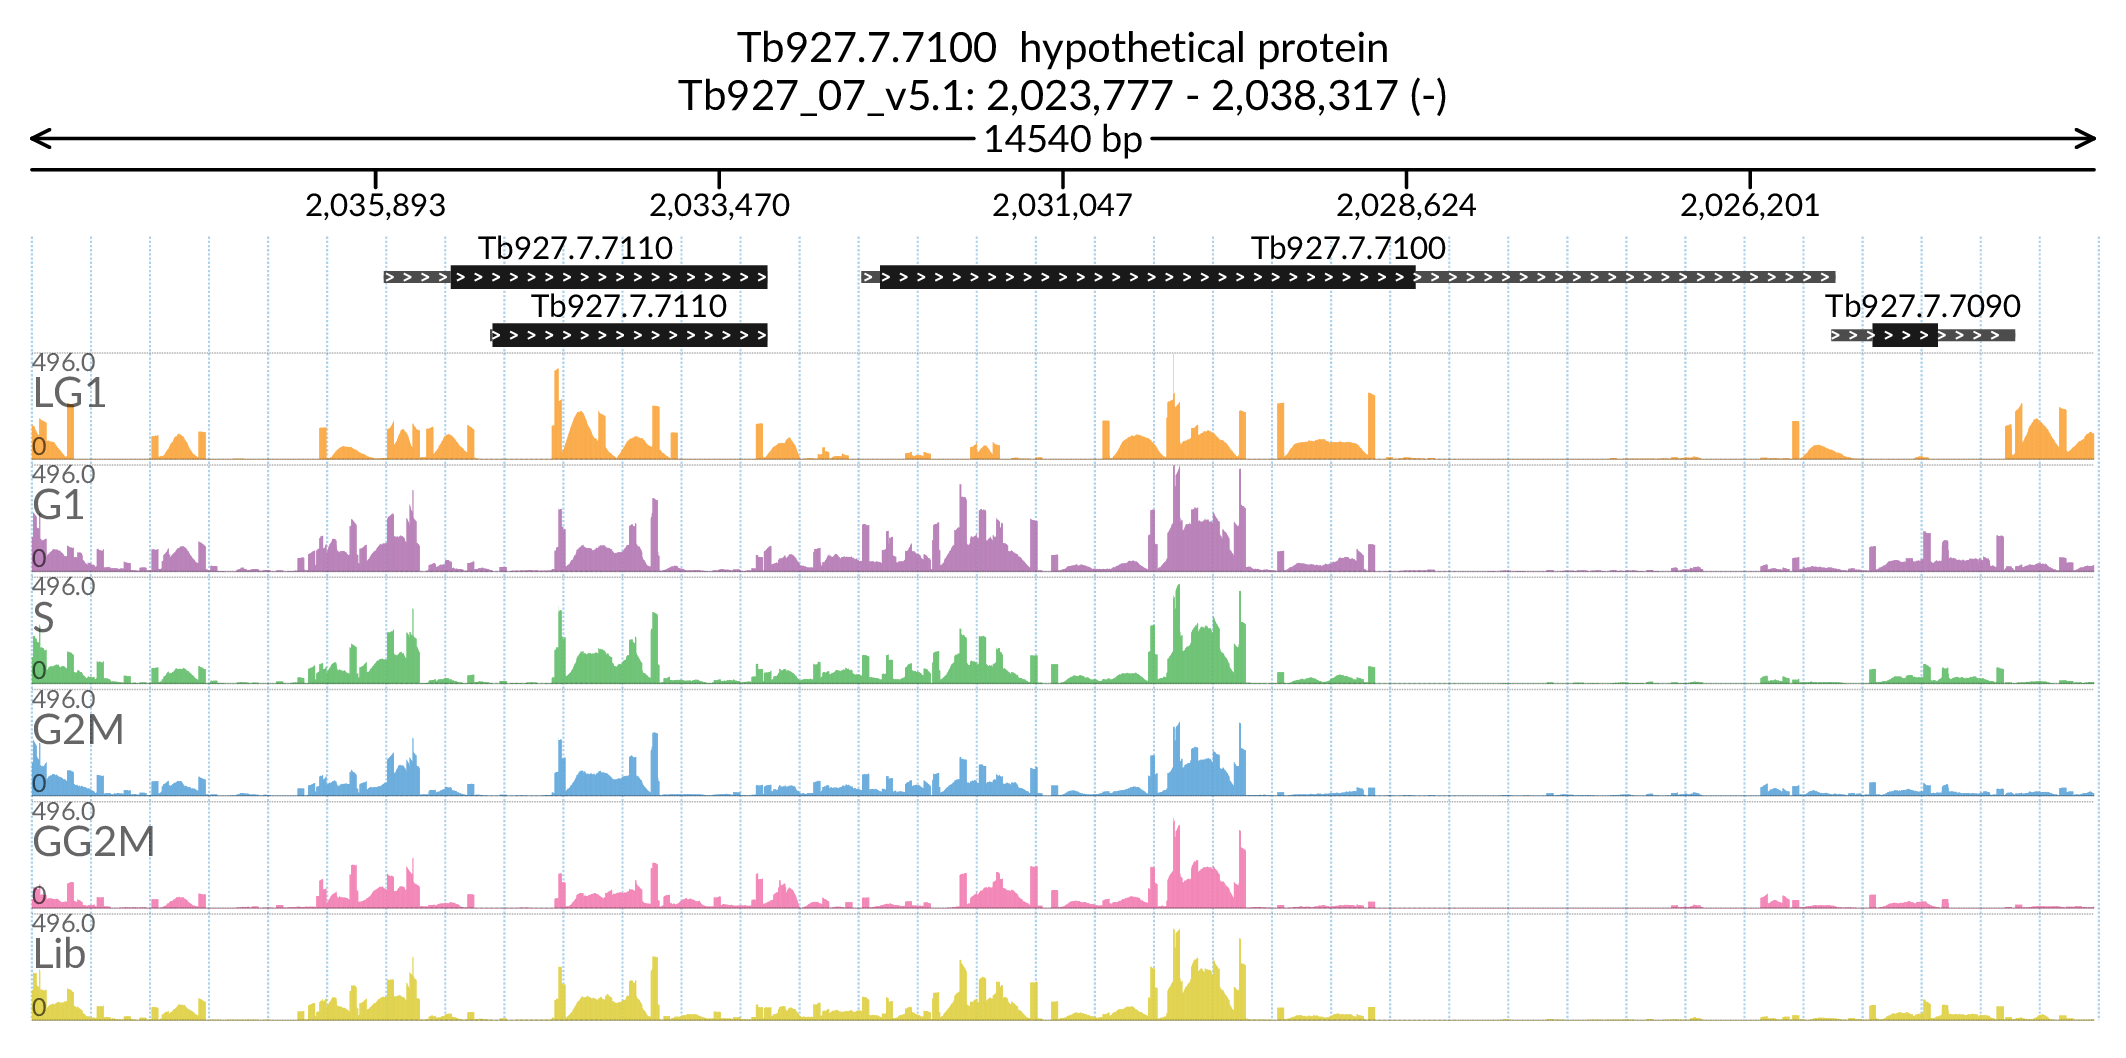 Tb927.7.7100  hypothetical protein
Tb927_07_v5.1: 2,023,777 - 2,038,317 (-)
14540 bp
2,035,893 2,033,470 2,031,047 2,028,624 2,026,201
Tb927.7.7110 Tb927.7.7100
Tb927.7.7110 Tb927.7.7090
496.0
LG1
0
496.0
G1
0
496.0
S
0
496.0
G2M
0
496.0
GG2M
0
496.0
Lib
0